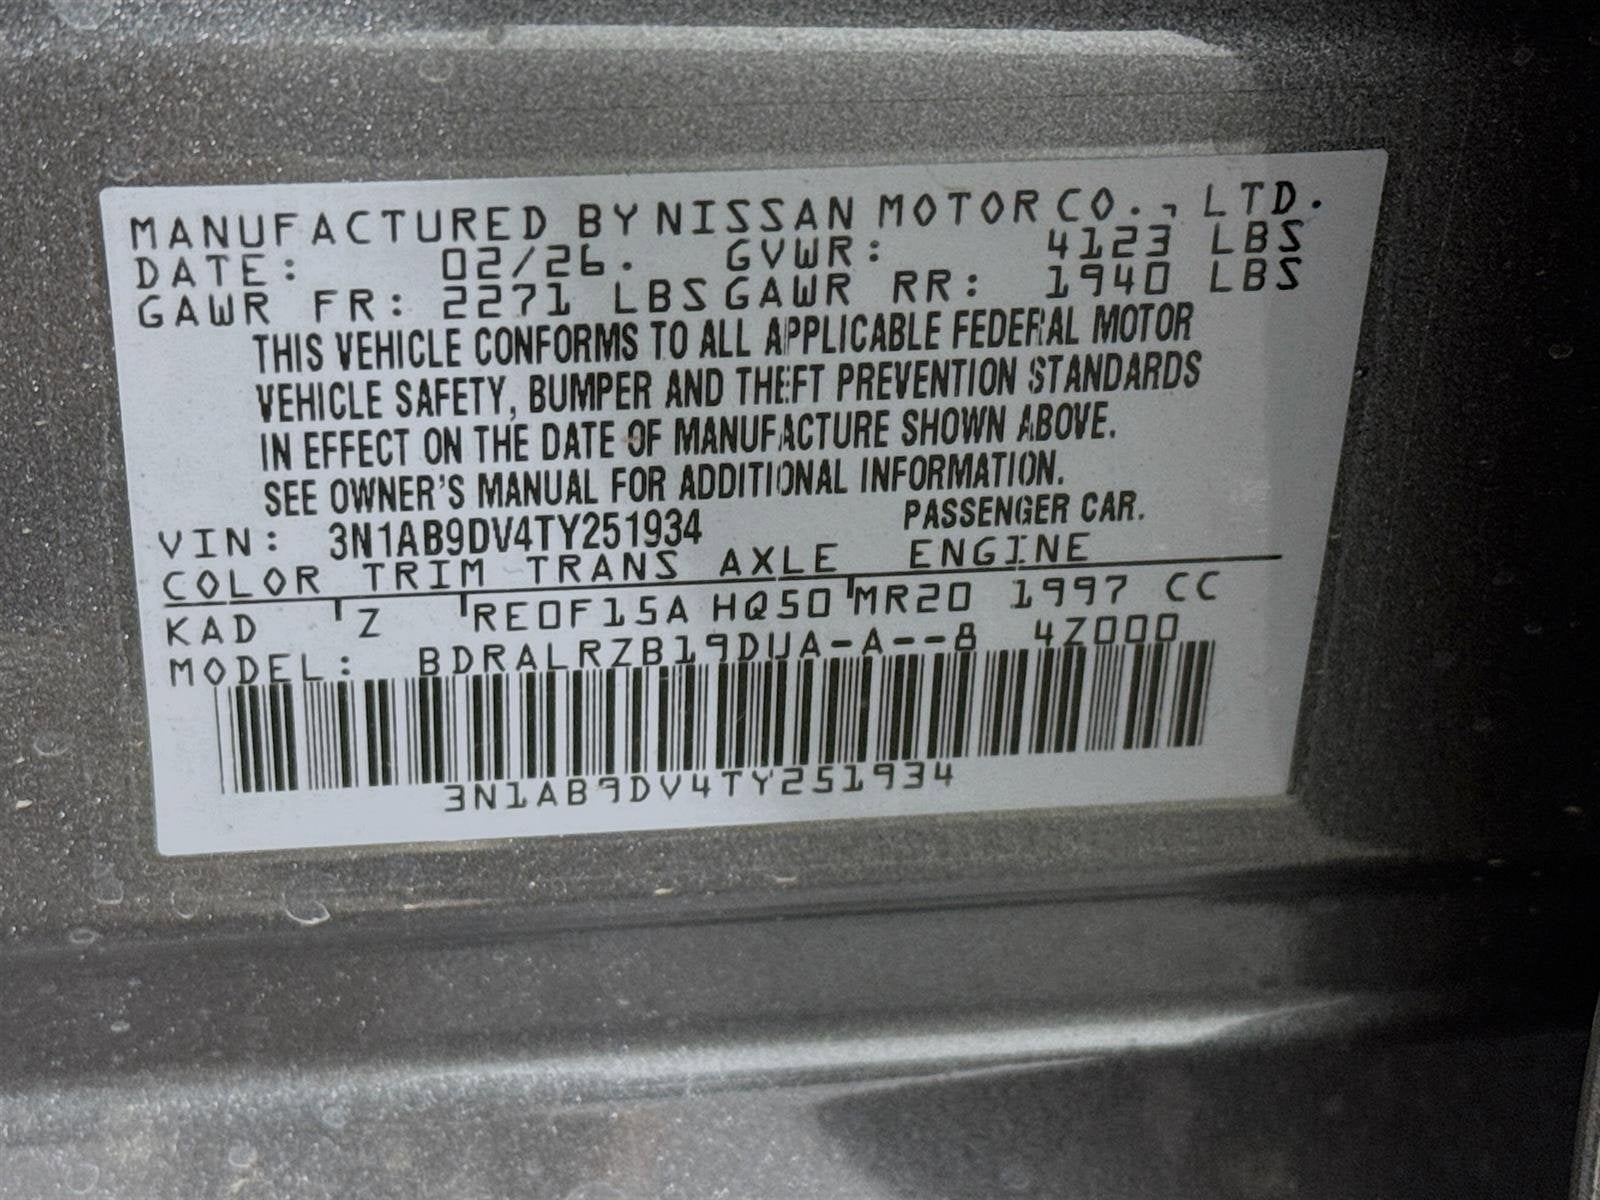 MANUFACTURED BY NISSAN MOTOR CO., LTD.
DATE: 02/26. GVWR: 4123 LBS
GAWR FR: 2271 LBS GAWR RR: 1940 LBS
THIS VEHICLE CONFORMS TO ALL APPLICABLE FEDERAL MOTOR
VEHICLE SAFETY, BUMPER AND THEFT PREVENTION STANDARDS
IN EFFECT ON THE DATE OF MANUFACTURE SHOWN ABOVE.
SEE OWNER'S MANUAL FOR ADDITIONAL INFORMATION.
VIN: 3N1AB9DV4TY251934 PASSENGER CAR.
COLOR TRIM TRANS AXLE ENGINE
KAD Z RE0F15A HQ50 MR20 1997 CC
MODEL: BDRALRZB19DUA-A--8 4Z000
3N1AB9DV4TY251934